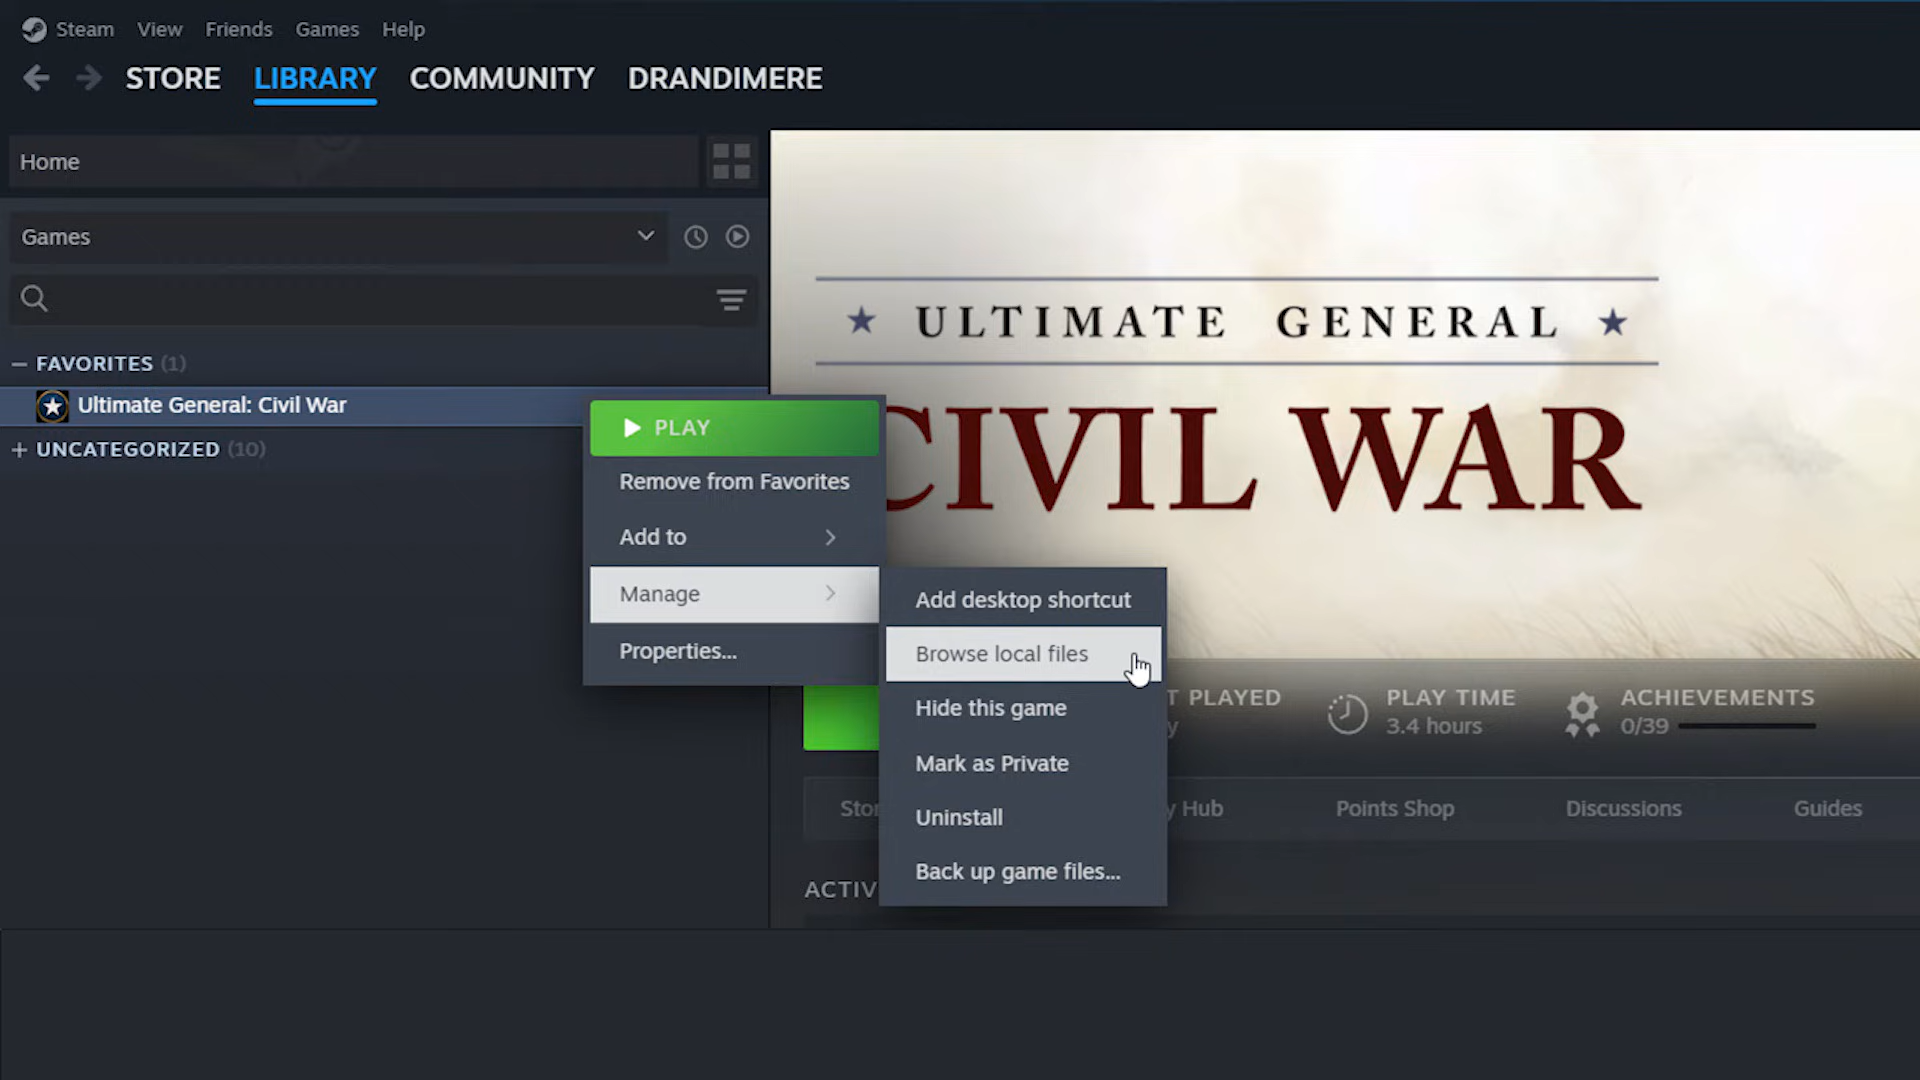 Steam View Friends Games Help
STORE LIBRARY COMMUNITY DRANDIMERE
Home
Games
FAVORITES (1)
Ultimate General: Civil War
UNCATEGORIZED (10)
PLAY
Remove from Favorites
Add to
Manage
Properties...
Add desktop shortcut
Browse local files
Hide this game
Mark as Private
Uninstall
Back up game files...
ULTIMATE GENERAL
CIVIL WAR
PLAYED
PLAY TIME
3.4 hours
ACHIEVEMENTS
0/39
Hub
Points Shop
Discussions
Guides